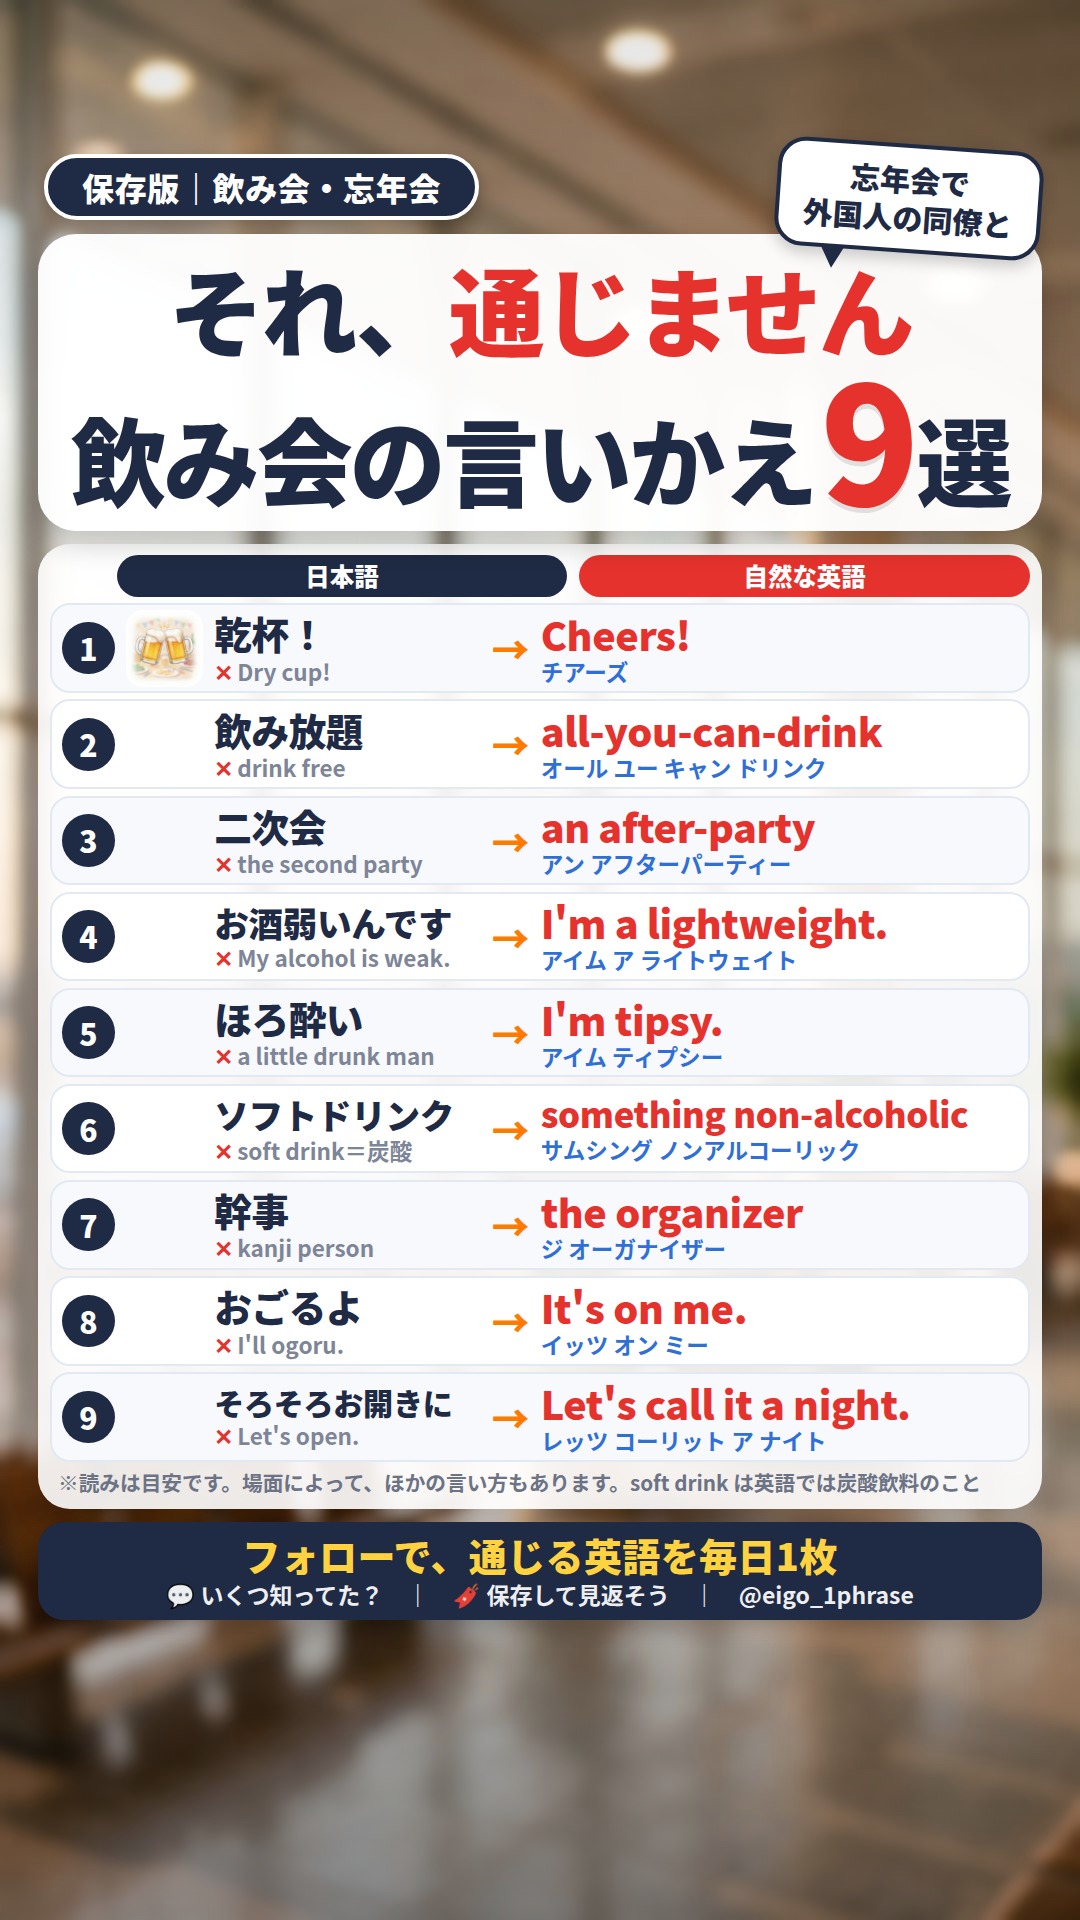 保存版｜飲み会・忘年会
忘年会で
外国人の同僚と
それ、通じません
飲み会の言いかえ9選
日本語
自然な英語
1
乾杯！
× Dry cup!
→
Cheers!
チアーズ
2
飲み放題
× drink free
→
all-you-can-drink
オール ユー キャン ドリンク
3
二次会
× the second party
→
an after-party
アン アフターパーティー
4
お酒弱いんです
× My alcohol is weak.
→
I'm a lightweight.
アイム ア ライトウェイト
5
ほろ酔い
× a little drunk man
→
I'm tipsy.
アイム ティプシー
6
ソフトドリンク
× soft drink＝炭酸
→
something non-alcoholic
サムシング ノンアルコーリック
7
幹事
× kanji person
→
the organizer
ジ オーガナイザー
8
おごるよ
× I'll ogoru.
→
It's on me.
イッツ オン ミー
9
そろそろお開きに
× Let's open.
→
Let's call it a night.
レッツ コーリット ア ナイト
※読みは目安です。場面によって、ほかの言い方もあります。soft drink は英語では炭酸飲料のこと
フォローで、通じる英語を毎日1枚
💬 いくつ知ってた？ ｜ 🔖 保存して見返そう ｜ @eigo_1phrase